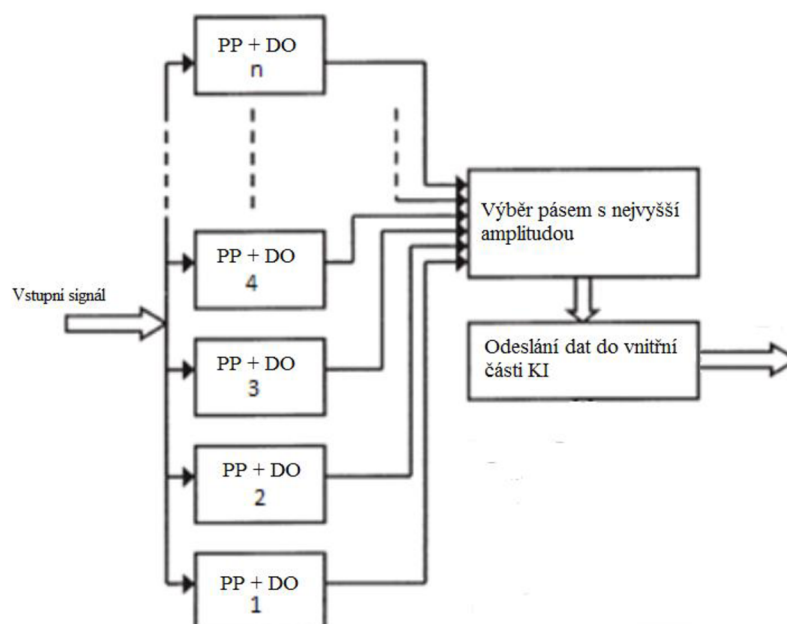 PP + DO
n
Výběr pásem s nejvyšší
amplitudou
PP + DO
4
Vstupní signál
Odeslání dat do vnitřní
části KI
PP + DO
3
PP + DO
2
PP + DO
1